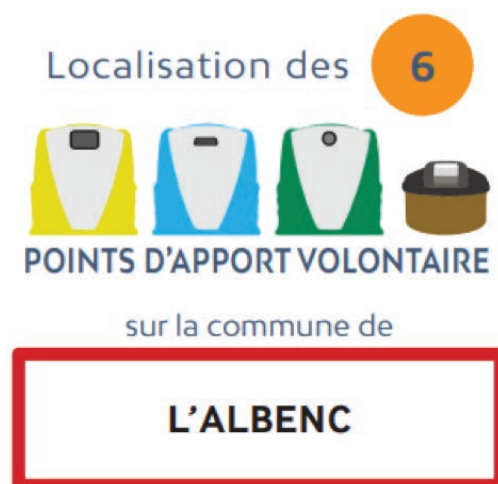 Localisation des 6
POINTS D'APPORT VOLONTAIRE
sur la commune de
L'ALBENC